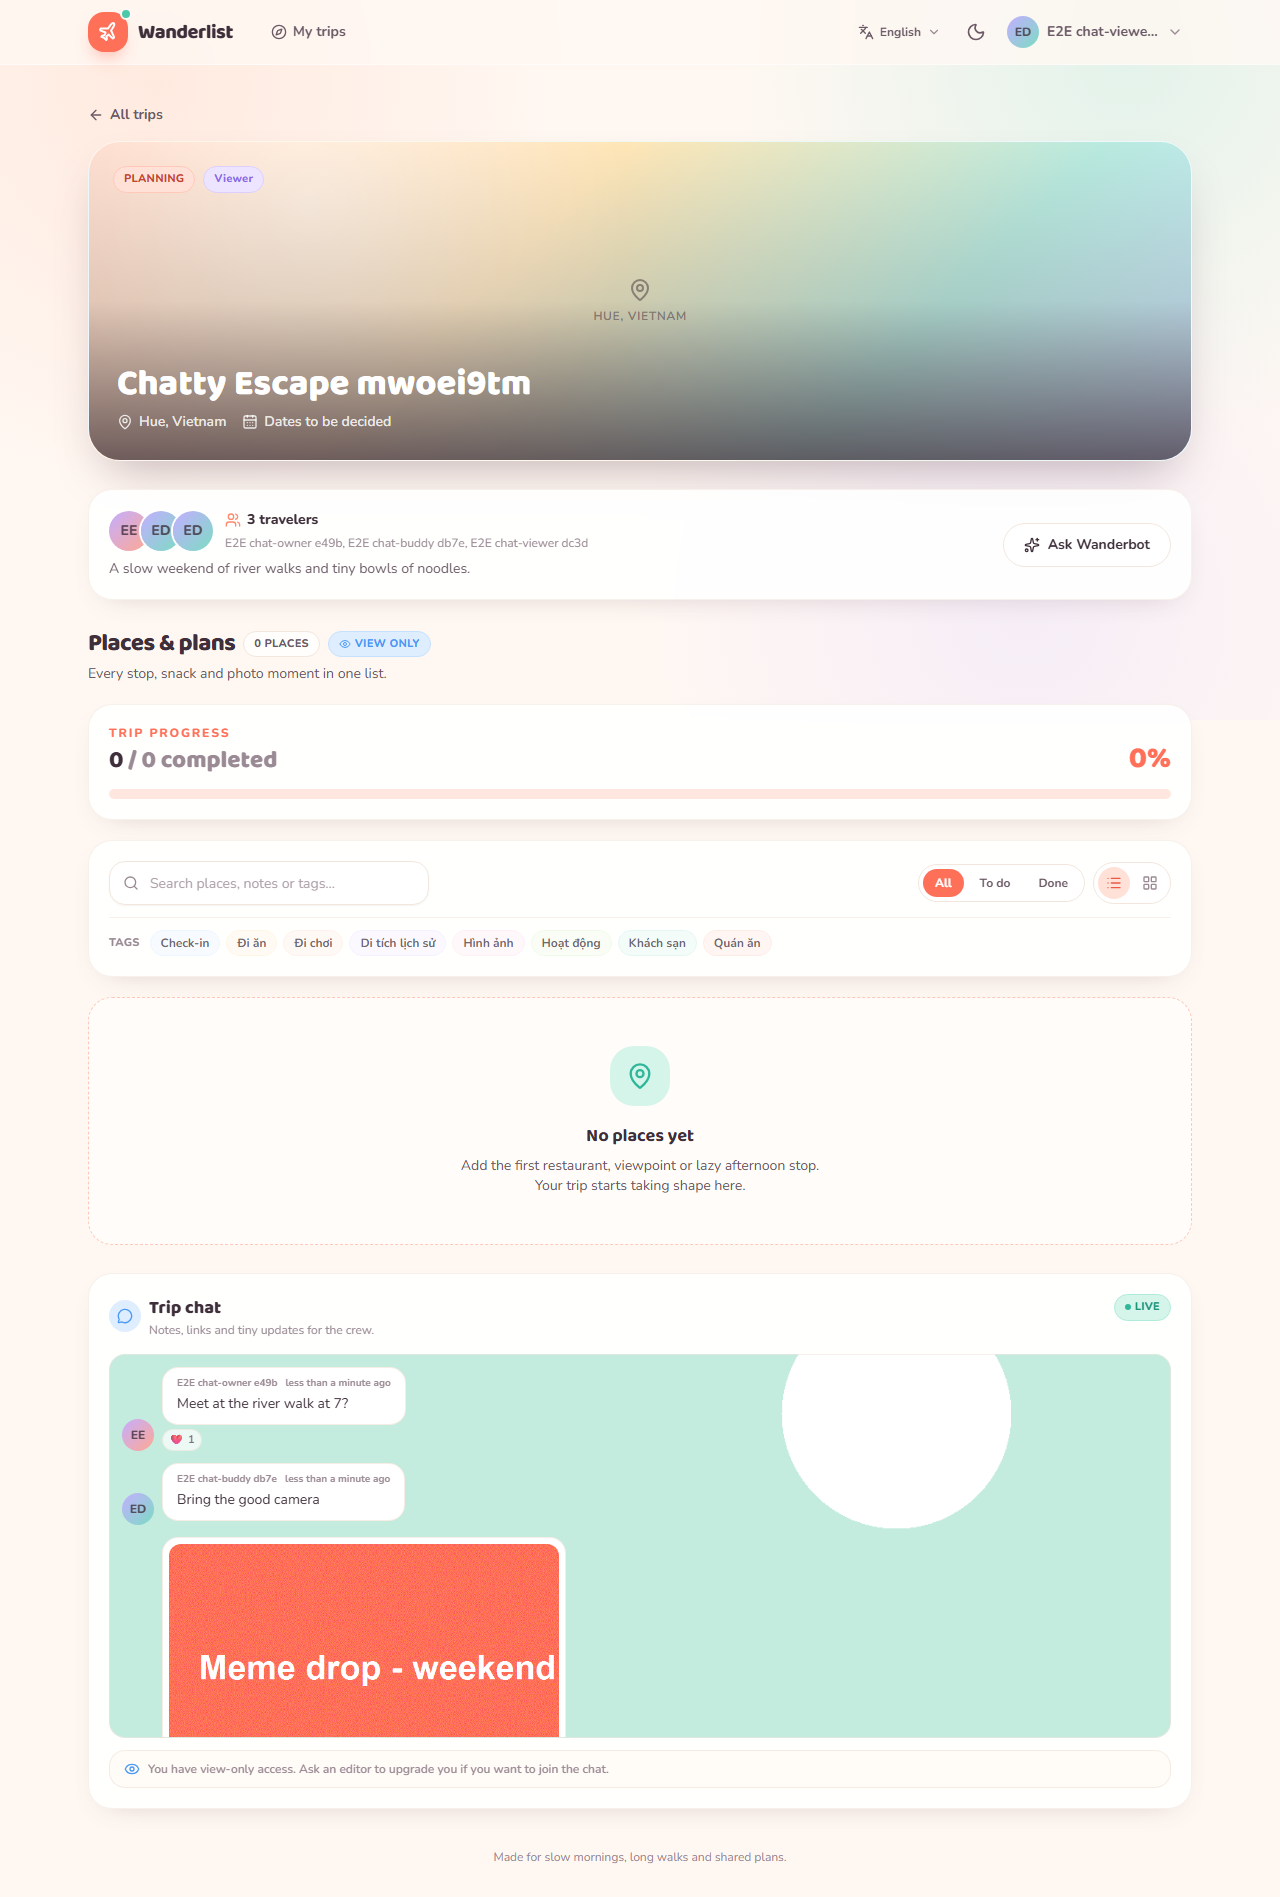 Wanderlist
My trips
English
ED
E2E chat-viewe...
All trips
PLANNING
Viewer
HUE, VIETNAM
Chatty Escape mwoei9tm
Hue, Vietnam
Dates to be decided
EE
ED
ED
3 travelers
E2E chat-owner e49b, E2E chat-buddy db7e, E2E chat-viewer dc3d
A slow weekend of river walks and tiny bowls of noodles.
Ask Wanderbot
Places & plans
0 PLACES
VIEW ONLY
Every stop, snack and photo moment in one list.
TRIP PROGRESS
0 / 0 completed
0%
Search places, notes or tags...
All
To do
Done
TAGS
Check-in
Đi ăn
Đi chơi
Di tích lịch sử
Hình ảnh
Hoạt động
Khách sạn
Quán ăn
No places yet
Add the first restaurant, viewpoint or lazy afternoon stop.
Your trip starts taking shape here.
Trip chat
Notes, links and tiny updates for the crew.
LIVE
E2E chat-owner e49b less than a minute ago
Meet at the river walk at 7?
EE
1
E2E chat-buddy db7e less than a minute ago
Bring the good camera
ED
Meme drop - weekend
You have view-only access. Ask an editor to upgrade you if you want to join the chat.
Made for slow mornings, long walks and shared plans.